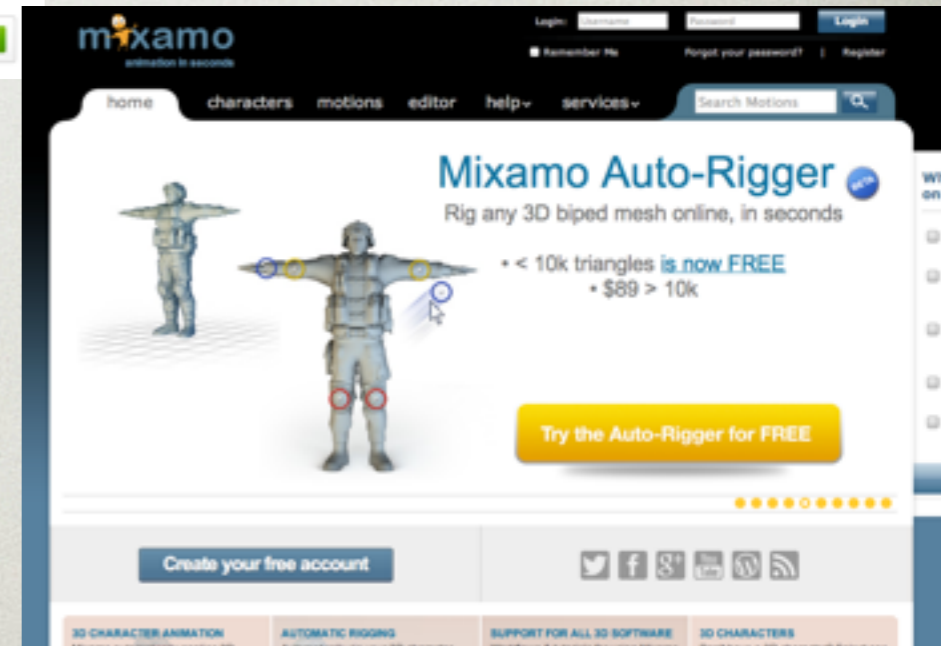 mixamo
animation in seconds
Login: Username Password Login
Remember Me Forgot your password? | Register
home characters motions editor help services Search Motions
Mixamo Auto-Rigger BETA
Rig any 3D biped mesh online, in seconds
• < 10k triangles is now FREE
• $89 > 10k
Try the Auto-Rigger for FREE
Create your free account
3D CHARACTER ANIMATION AUTOMATIC RIGGING SUPPORT FOR ALL 3D SOFTWARE 3D CHARACTERS